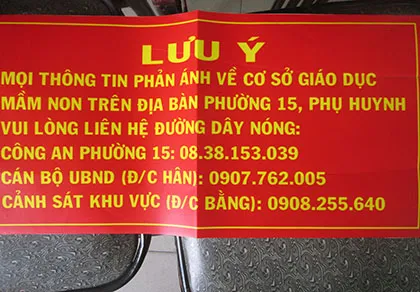 LƯU Ý
MỌI THÔNG TIN PHẢN ÁNH VỀ CƠ SỞ GIÁO DỤC
MẦM NON TRÊN ĐỊA BÀN PHƯỜNG 15, PHỤ HUYNH
VUI LÒNG LIÊN HỆ ĐƯỜNG DÂY NÓNG:
CÔNG AN PHƯỜNG 15: 08.38.153.039
CÁN BỘ UBND (Đ/C HÂN): 0907.762.005
CẢNH SÁT KHU VỰC (Đ/C BẰNG): 0908.255.640